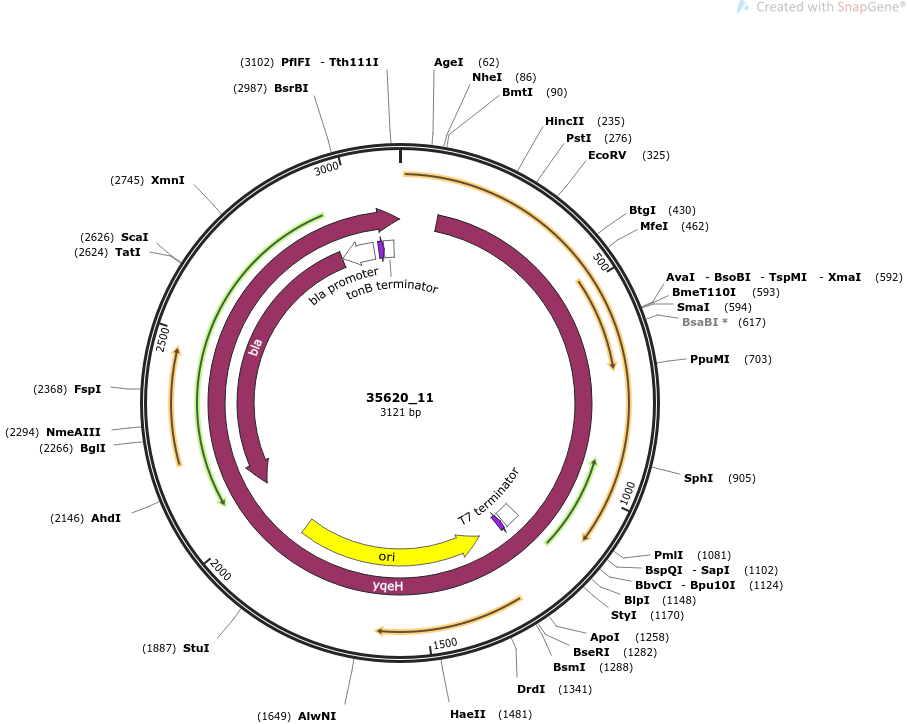 Created with SnapGene®
(3102) PflFI - Tth111I
(2987) BsrBI
AgeI (62)
NheI (86)
BmtI (90)
HincII (235)
PstI (276)
EcoRV (325)
BtgI (430)
MfeI (462)
AvaI - BsoBI - TspMI - XmaI (592)
BmeT110I (593)
SmaI (594)
BsaBI * (617)
PpuMI (703)
SphI (905)
PmlI (1081)
BspQI - SapI (1102)
BbvCI - Bpu10I (1124)
BlpI (1148)
StyI (1170)
ApoI (1258)
BseRI (1282)
BsmI (1288)
DrdI (1341)
HaeII (1481)
(1649) AlwNI
(1887) StuI
(2146) AhdI
(2266) BglI
(2294) NmeAIII
(2368) FspI
(2624) TatI
(2626) ScaI
(2745) XmnI
500
1000
1500
2000
2500
3000
bla promoter
tonB terminator
bla
35620_11
3121 bp
T7 terminator
ori
yqeH